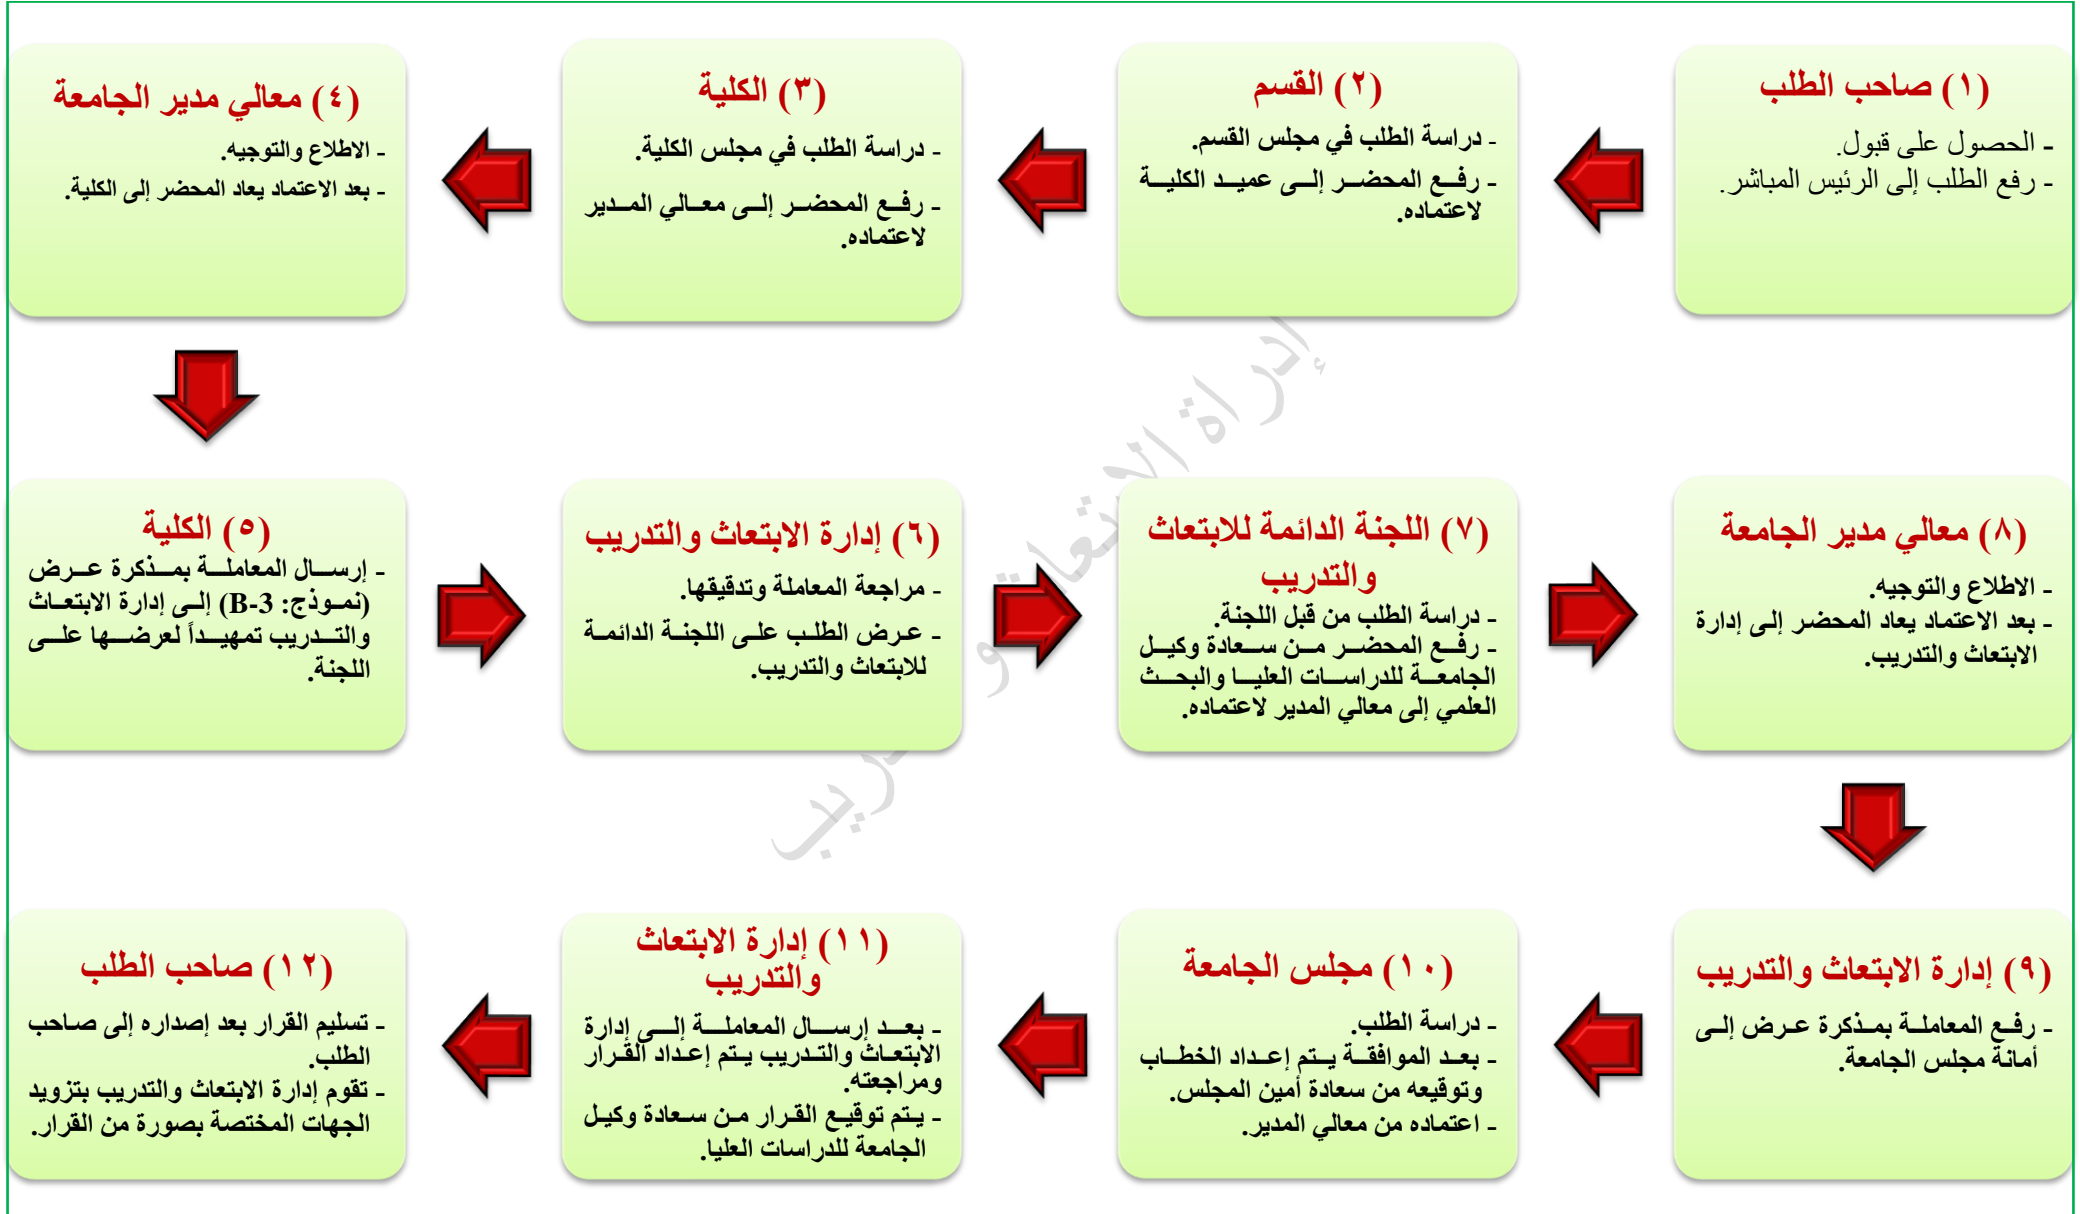 (١) صاحب الطلب
- الحصول على قبول.
- رفع الطلب إلى الرئيس المباشر.
(٢) القسم
- دراسة الطلب في مجلس القسم.
- رفع المحضر إلى عميد الكلية
لاعتماده.
(٣) الكلية
- دراسة الطلب في مجلس الكلية.
- رفع المحضر إلى معالي المدير
لاعتماده.
(٤) معالي مدير الجامعة
- الاطلاع والتوجيه.
- بعد الاعتماد يعاد المحضر إلى الكلية.
(٥) الكلية
- إرسال المعاملة بمذكرة عرض
(نموذج: B-3) إلى إدارة الابتعاث
والتدريب تمهيداً لعرضها على
اللجنة.
(٦) إدارة الابتعاث والتدريب
- مراجعة المعاملة وتدقيقها.
- عرض الطلب على اللجنة الدائمة
للابتعاث والتدريب.
(٧) اللجنة الدائمة للابتعاث
والتدريب
- دراسة الطلب من قبل اللجنة.
- رفع المحضر من سعادة وكيل
الجامعة للدراسات العليا والبحث
العلمي إلى معالي المدير لاعتماده.
(٨) معالي مدير الجامعة
- الاطلاع والتوجيه.
- بعد الاعتماد يعاد المحضر إلى إدارة
الابتعاث والتدريب.
(٩) إدارة الابتعاث والتدريب
- رفع المعاملة بمذكرة عرض إلى
أمانة مجلس الجامعة.
(١٠) مجلس الجامعة
- دراسة الطلب.
- بعد الموافقة يتم إعداد الخطاب
وتوقيعه من سعادة أمين المجلس.
- اعتماده من معالي المدير.
(١١) إدارة الابتعاث
والتدريب
- بعد إرسال المعاملة إلى إدارة
الابتعاث والتدريب يتم إعداد القرار
ومراجعته.
- يتم توقيع القرار من سعادة وكيل
الجامعة للدراسات العليا.
(١٢) صاحب الطلب
- تسليم القرار بعد إصداره إلى صاحب
الطلب.
- تقوم إدارة الابتعاث والتدريب بتزويد
الجهات المختصة بصورة من القرار.